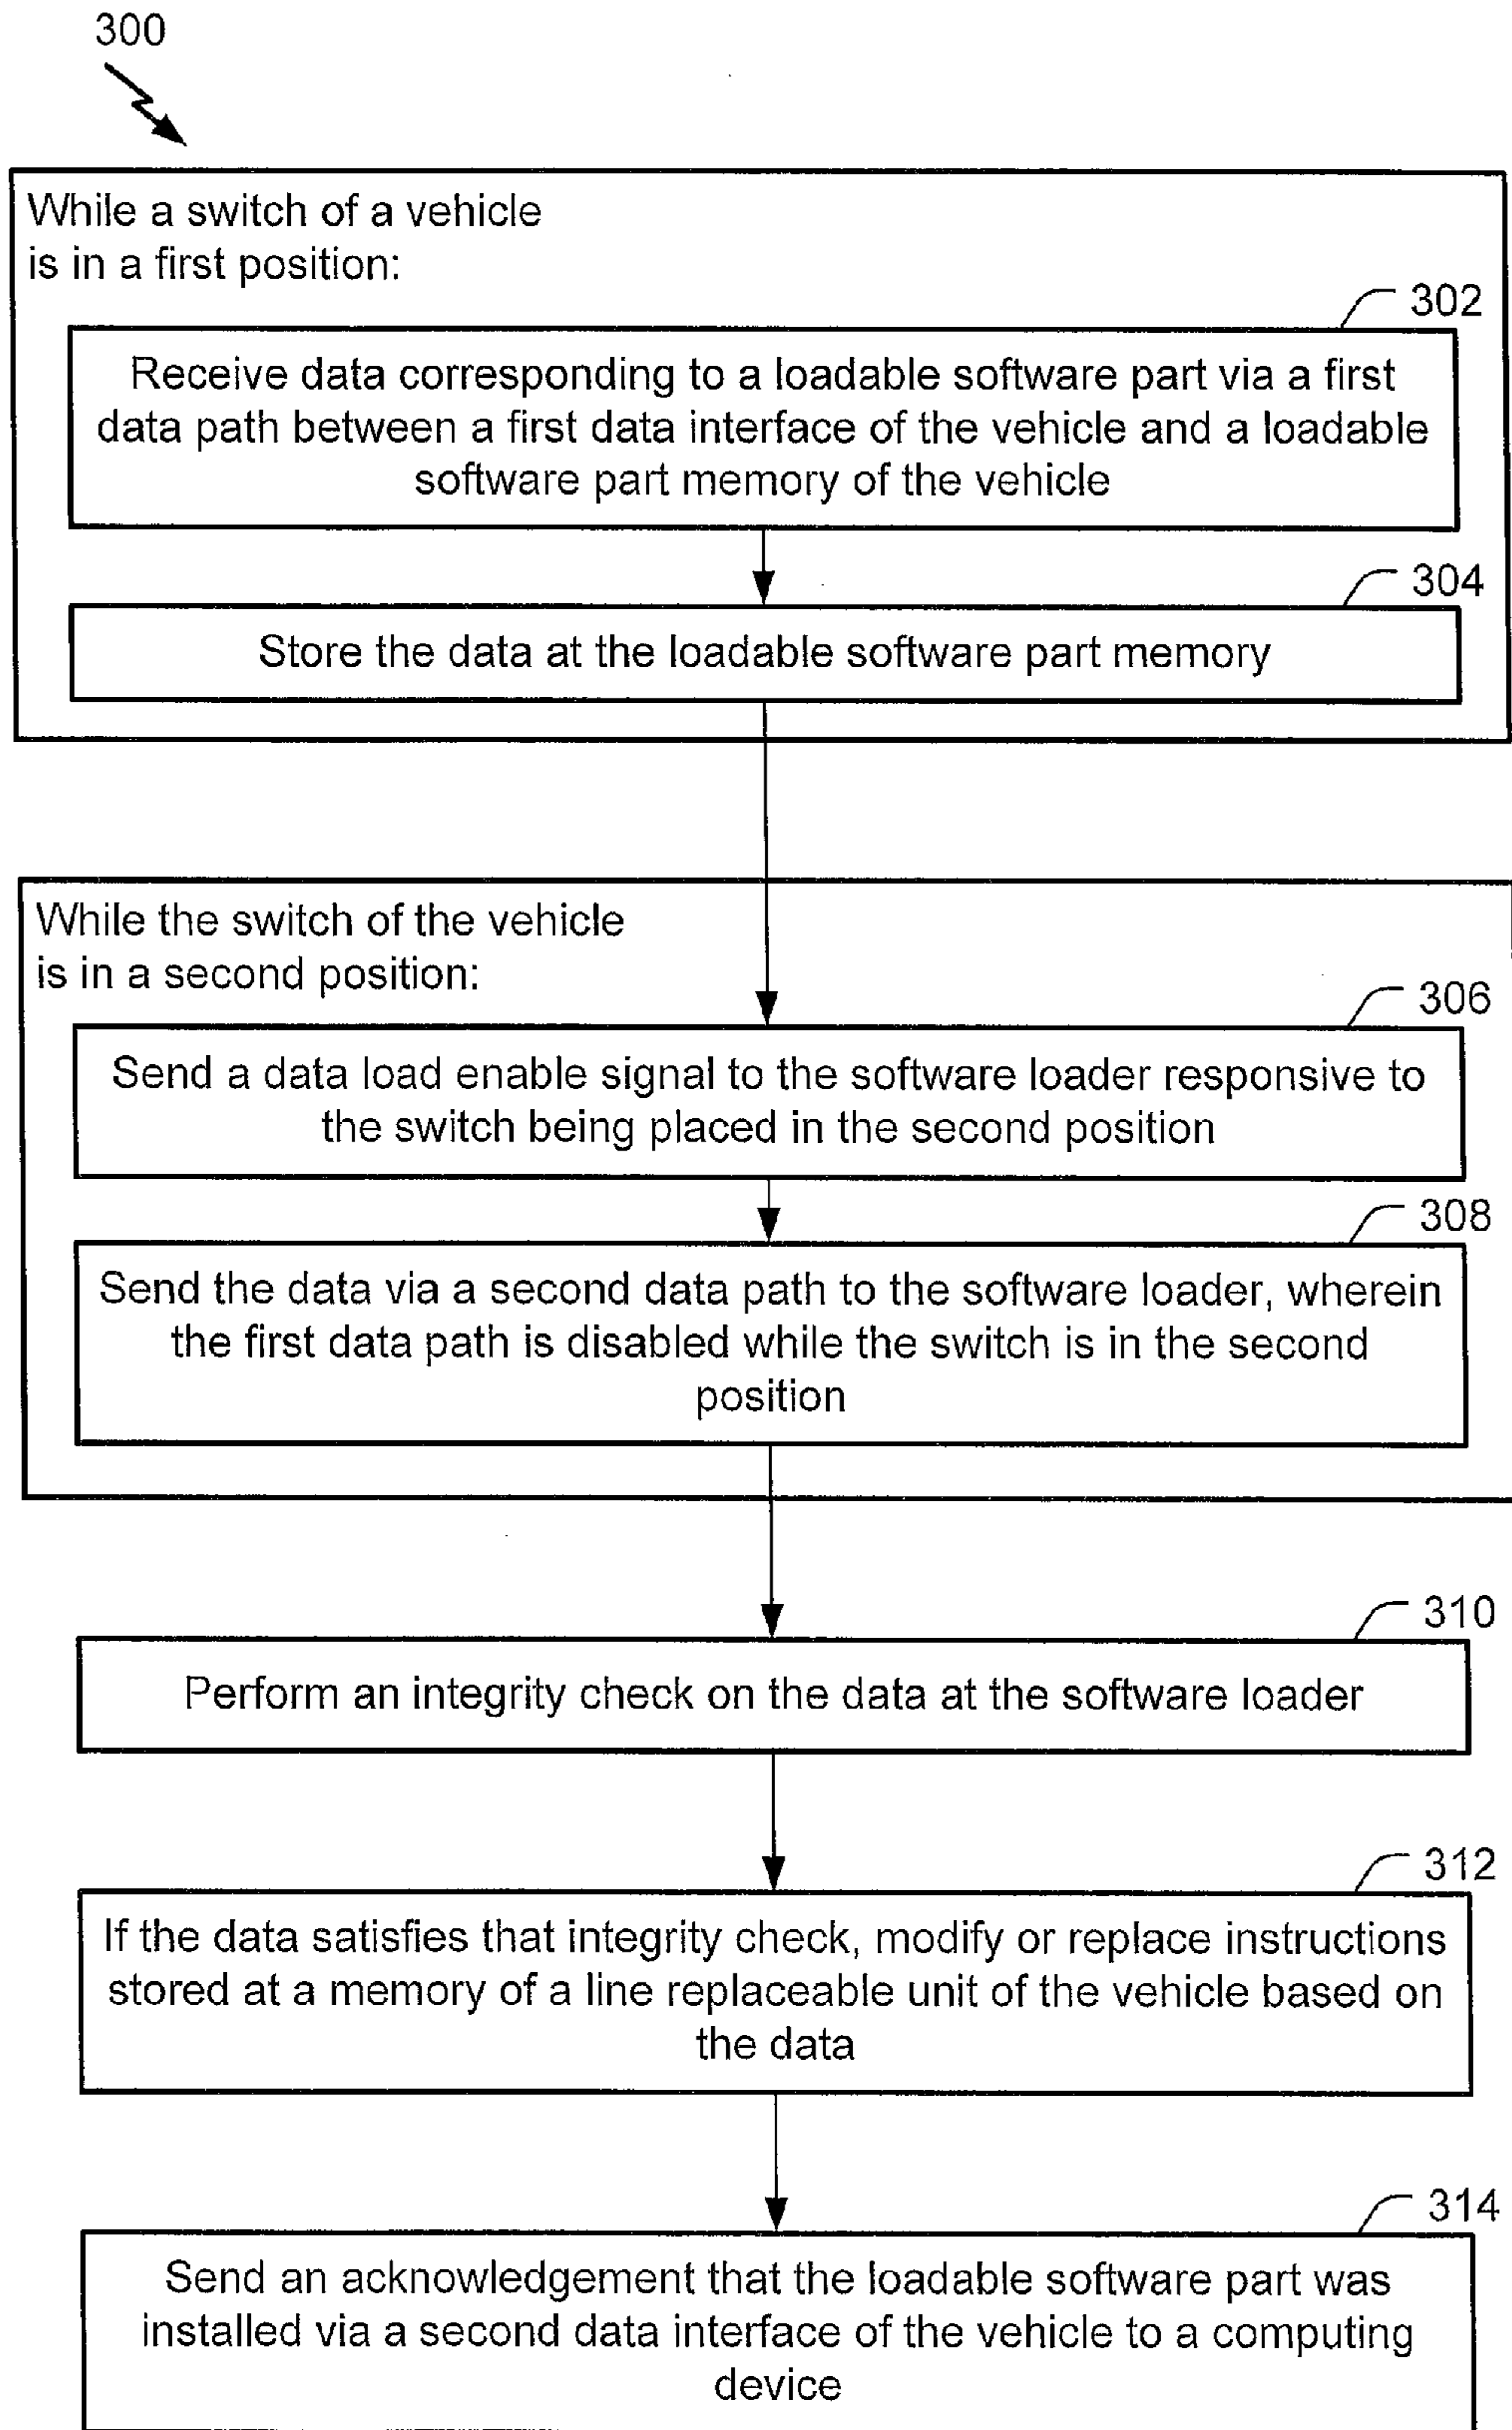 300
While a switch of a vehicle
is in a first position:
302
Receive data corresponding to a loadable software part via a first
data path between a first data interface of the vehicle and a loadable
software part memory of the vehicle
304
Store the data at the loadable software part memory
While the switch of the vehicle
is in a second position:
306
Send a data load enable signal to the software loader responsive to
the switch being placed in the second position
308
Send the data via a second data path to the software loader, wherein
the first data path is disabled while the switch is in the second
position
310
Perform an integrity check on the data at the software loader
312
If the data satisfies that integrity check, modify or replace instructions
stored at a memory of a line replaceable unit of the vehicle based on
the data
314
Send an acknowledgement that the loadable software part was
installed via a second data interface of the vehicle to a computing
device